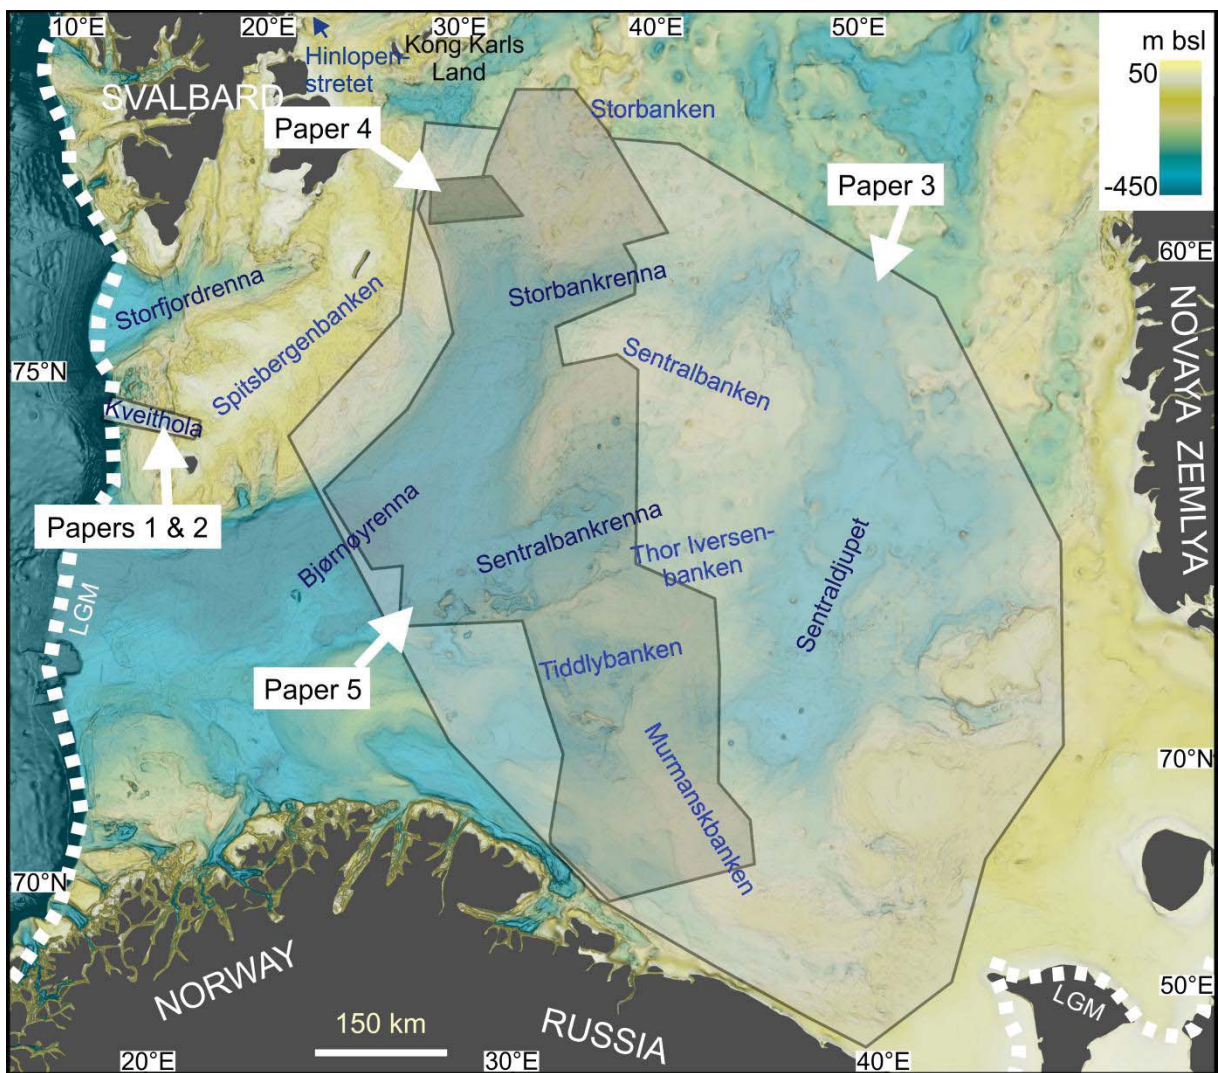 10°E
20°E
30°E
40°E
50°E
Hinlopen-
stretet
Kong Karls
Land
m bsl
50
-450
SVALBARD
Storbanken
Paper 4
Paper 3
60°E
Storfjordrenna
Spitsbergenbanken
Storbankrenna
NOVAYA ZEMLYA
75°N
Sentralbanken
Kveithola
Papers 1 & 2
Bjørnøyrenna
Sentralbankrenna
Thor Iversen-
banken
Sentraldjupet
LGM
Paper 5
Tiddlybanken
Murmanskbanken
70°N
70°N
NORWAY
150 km
RUSSIA
LGM
50°E
20°E
30°E
40°E